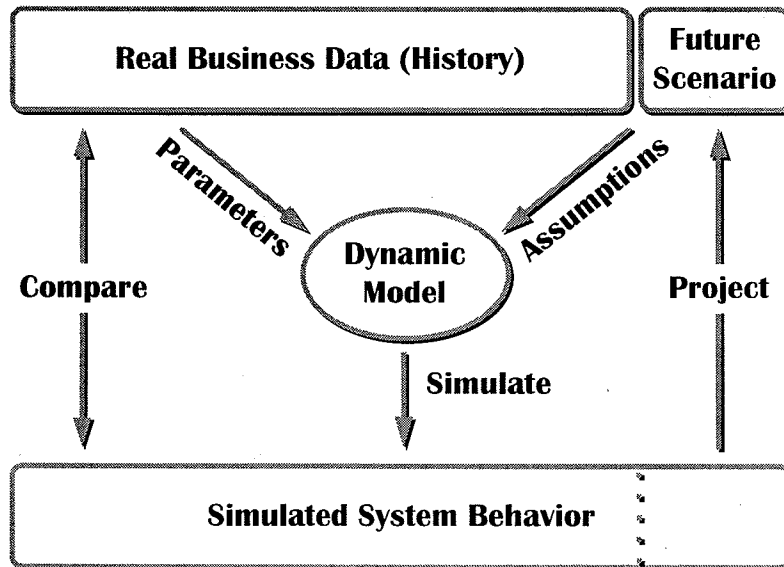 Real Business Data (History)
Future
Scenario
Parameters
Assumptions
Dynamic
Model
Compare
Project
Simulate
Simulated System Behavior